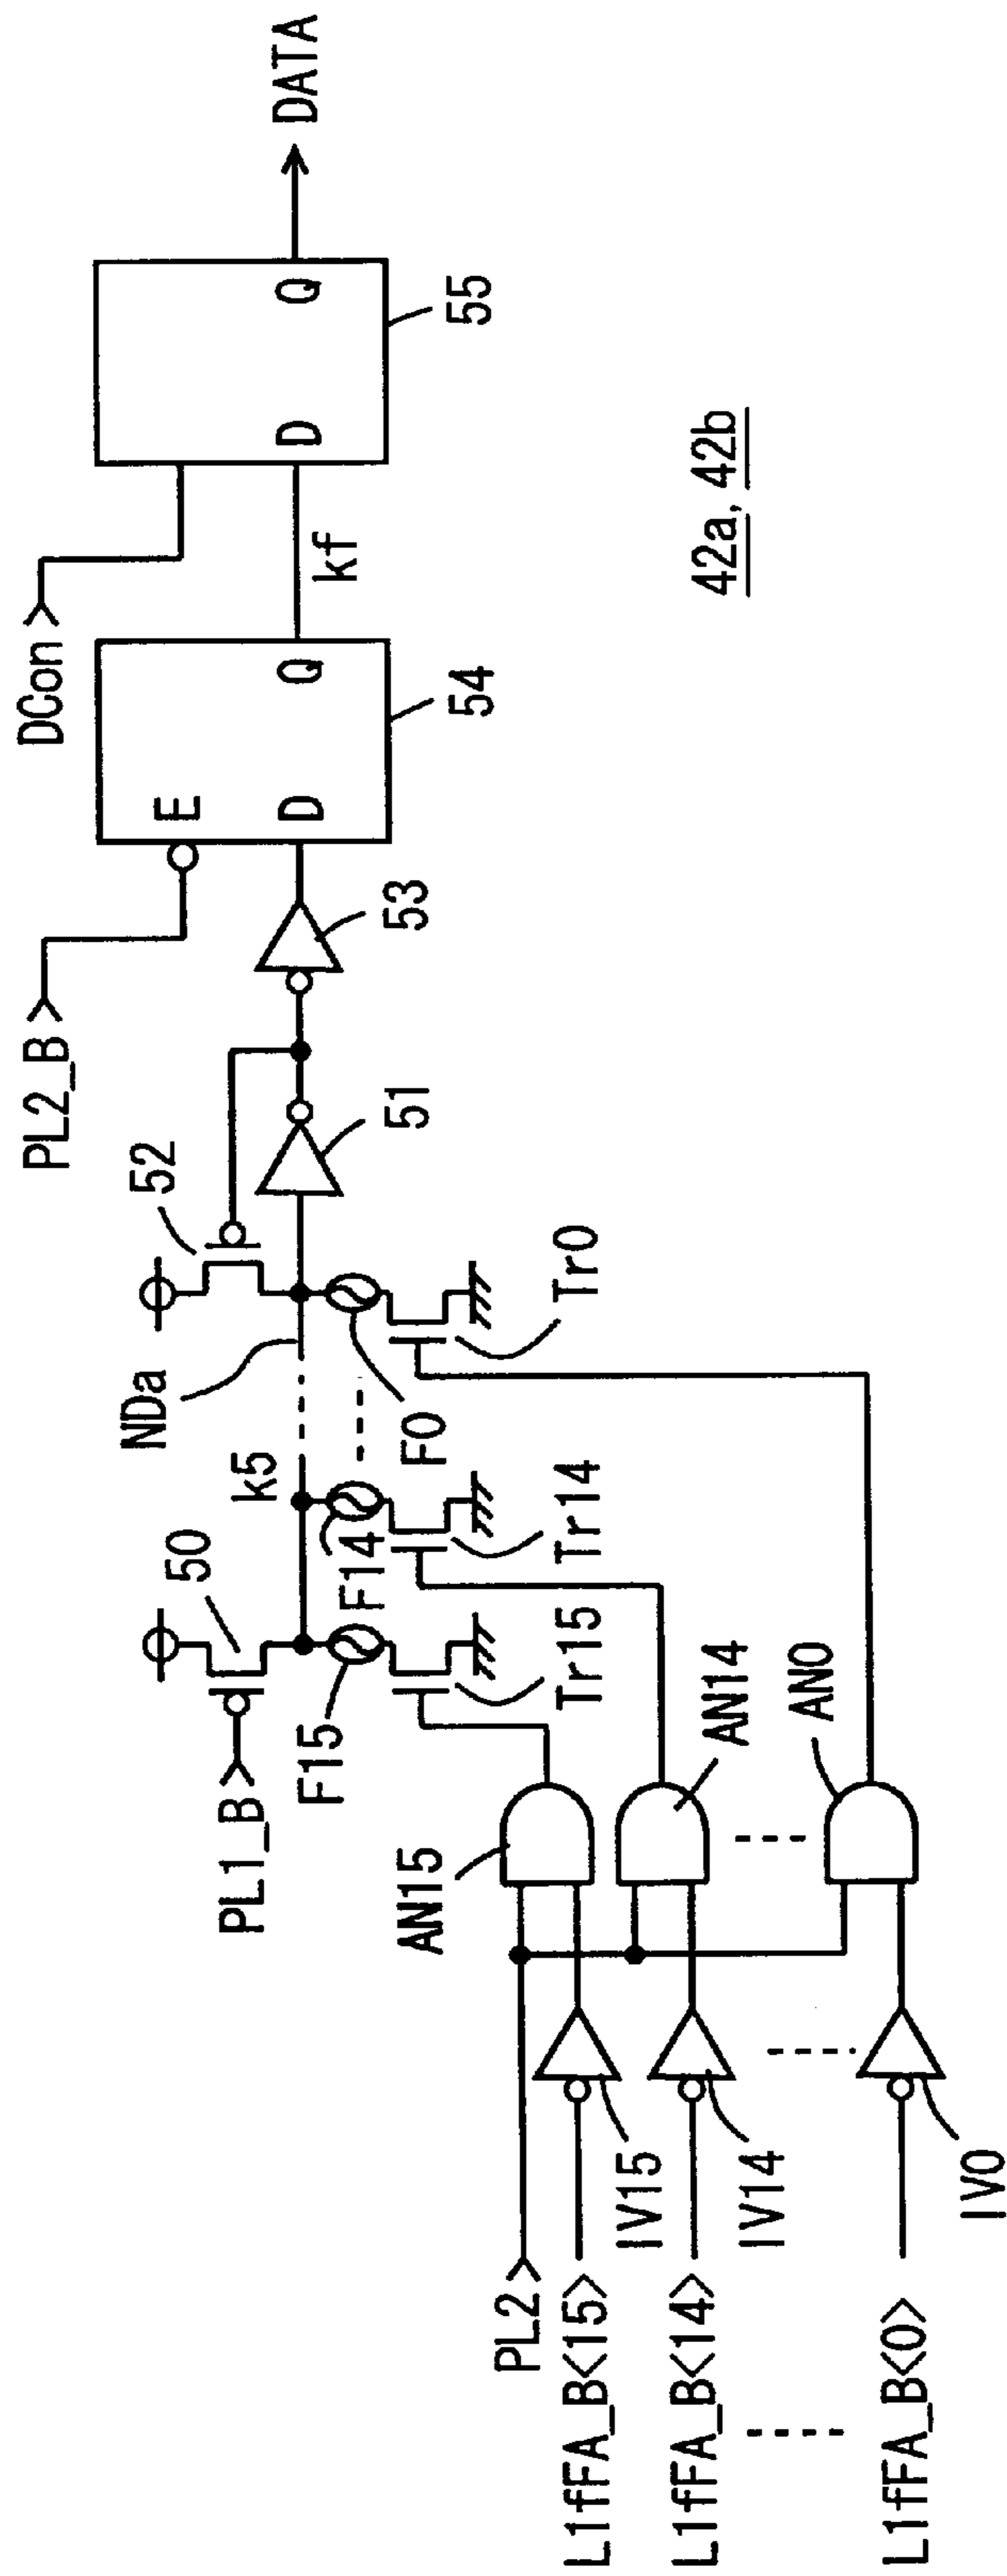 DATA
55
Q
D
DCon
kf
42a, 42b
54
Q
E
D
PL2_B
53
51
52
NDa
F0
Tr0
k5
F14
Tr14
50
F15
Tr15
PL1_B
AN15
AN14
AN0
IV15
IV14
IV0
PL2
L1fFA_B<15>
L1fFA_B<14>
L1fFA_B<0>